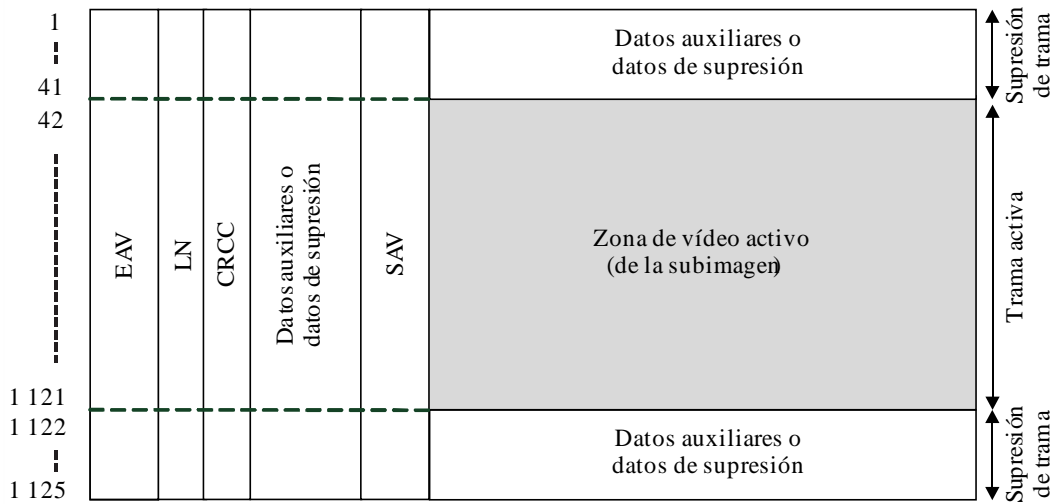 1
41
42
1 121
1 122
1 125
EAV
LN
CRCC
Datos auxiliares o
datos de supresión
SAV
Datos auxiliares o
datos de supresión
Zona de vídeo activo
(de la subimagen)
Datos auxiliares o
datos de supresión
Supresión
de trama
Trama activa
Supresión
de trama